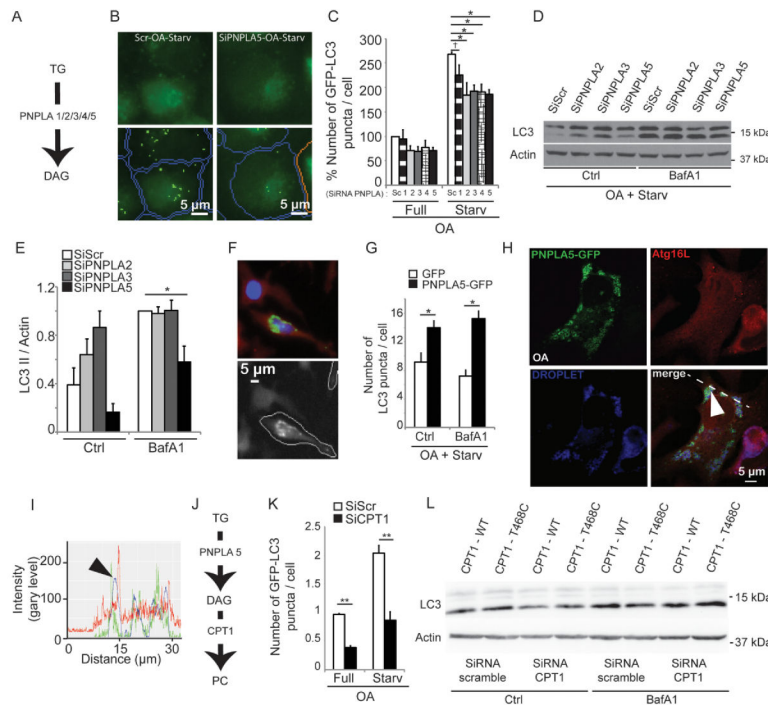 A
TG
PNPLA 1/2/3/4/5
DAG
B
Scr-OA-Starv
SiPNPLA5-OA-Starv
5 µm
5 µm
C
% Number of GFP-LC3
puncta / cell
300
250
200
150
100
50
0
†
*
*
*
*
(SiRNA PNPLA) : Sc 1 2 3 4 5 Sc 1 2 3 4 5
Full
Starv
OA
D
SiScr
SiPNPLA2
SiPNPLA3
SiPNPLA5
SiScr
SiPNPLA2
SiPNPLA3
SiPNPLA5
LC3
- 15 kDa
Actin
- 37 kDa
Ctrl
BafA1
OA + Starv
E
SiScr
SiPNPLA2
SiPNPLA3
SiPNPLA5
LC3 II / Actin
1.2
0.8
0.4
0
*
Ctrl
BafA1
F
5 µm
G
GFP
PNPLA5-GFP
Number of
LC3 puncta / cell
16
12
8
4
0
*
*
Ctrl
BafA1
OA + Starv
H
PNPLA5-GFP
Atg16L
OA
DROPLET
merge
5 µm
I
Intensity
(gary level)
200
100
0
0
15
30
Distance (µm)
J
TG
PNPLA 5
DAG
CPT1
PC
K
SiScr
SiCPT1
Number of GFP-LC3
puncta / cell
2.5
2
1.5
1
0.5
0
**
**
Full
Starv
OA
L
CPT1 - WT
CPT1 - T468C
CPT1 - WT
CPT1 - T468C
CPT1 - WT
CPT1 - T468C
CPT1 - WT
CPT1 - T468C
LC3
- 15 kDa
Actin
- 37 kDa
SiRNA
scramble
SiRNA
CPT1
SiRNA
scramble
SiRNA
CPT1
Ctrl
BafA1